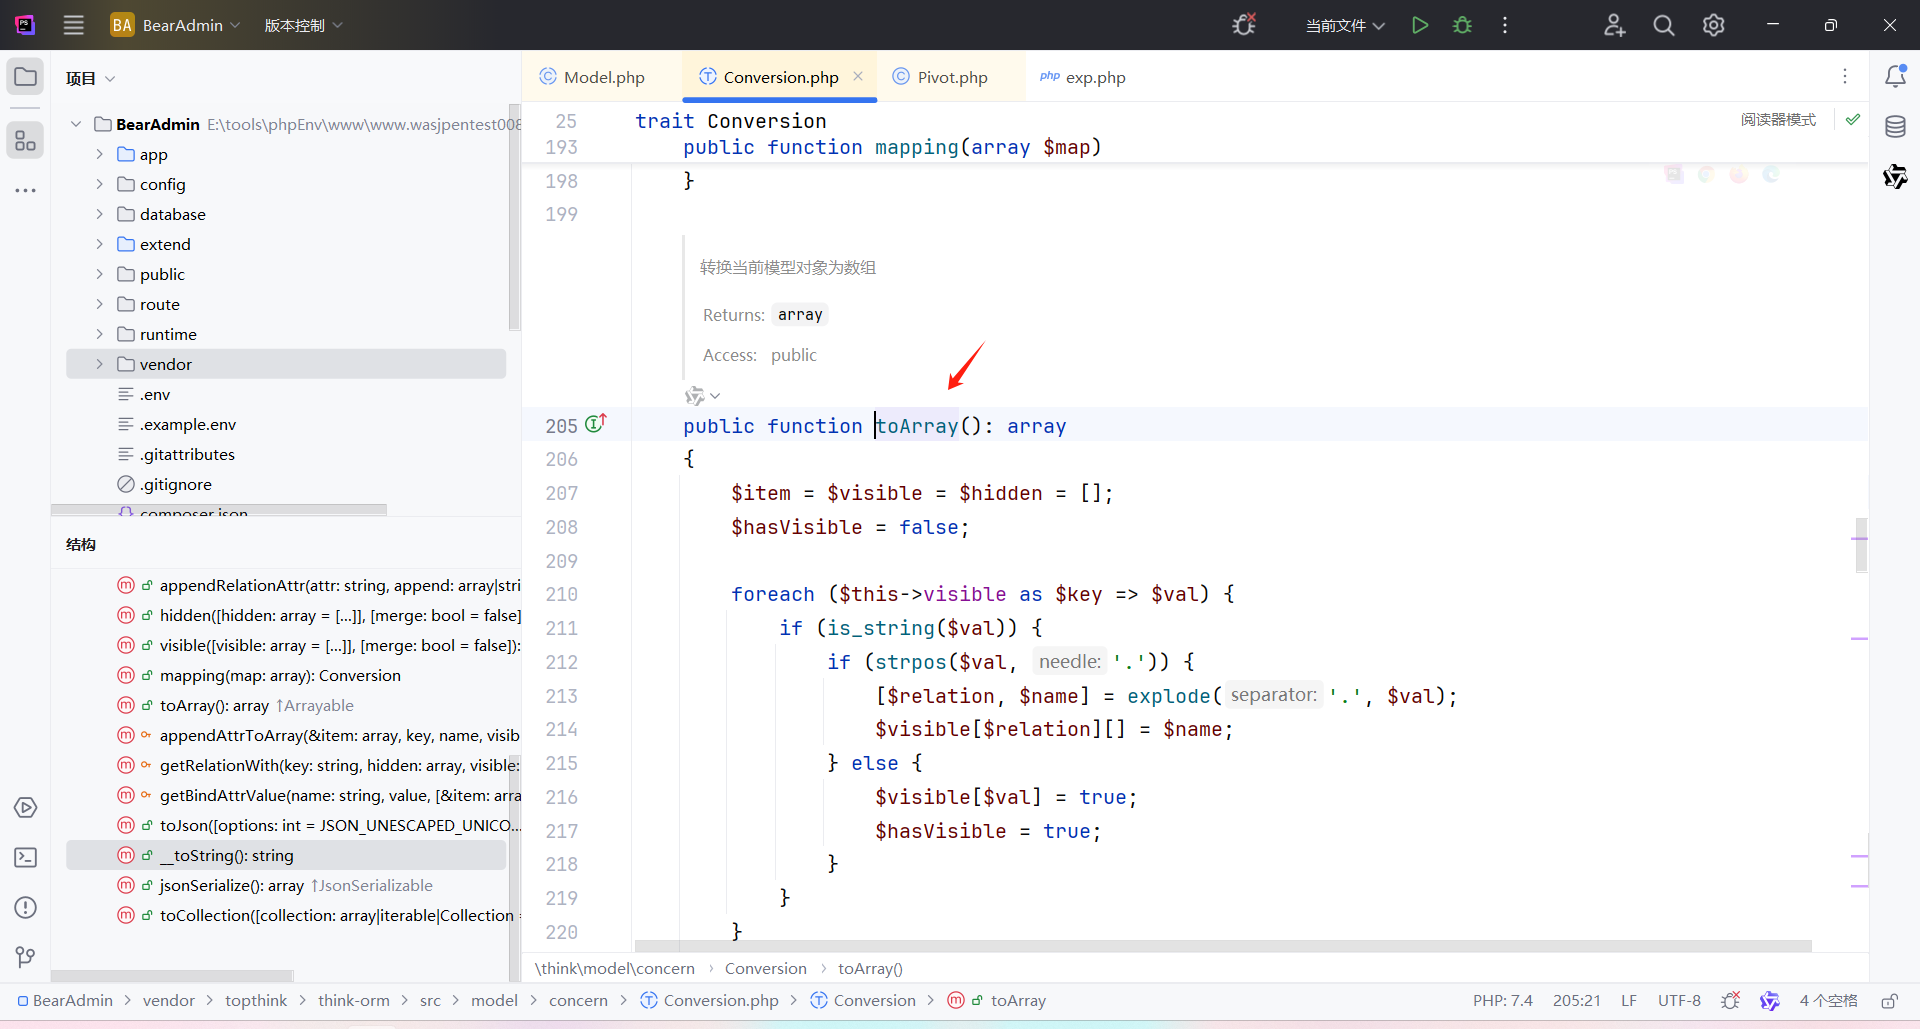 BA BearAdmin 版本控制 当前文件
项目
BearAdmin E:\tools\phpEnv\www\www.wasjpentest008
app
config
database
extend
public
route
runtime
vendor
.env
.example.env
.gitattributes
.gitignore
composer.json
结构
appendRelationAttr(attr: string, append: array|stri
hidden([hidden: array = [...]], [merge: bool = false]
visible([visible: array = [...]], [merge: bool = false]):
mapping(map: array): Conversion
toArray(): array ↑Arrayable
appendAttrToArray(&item: array, key, name, visib
getRelationWith(key: string, hidden: array, visible:
getBindAttrValue(name: string, value, [&item: arra
toJson([options: int = JSON_UNESCAPED_UNICO...
__toString(): string
jsonSerialize(): array ↑JsonSerializable
toCollection([collection: array|iterable|Collection =
Model.php Conversion.php Pivot.php php exp.php
阅读器模式
25 trait Conversion
193 public function mapping(array $map)
198 }
199
转换当前模型对象为数组
Returns: array
Access: public
205 public function toArray(): array
206 {
207 $item = $visible = $hidden = [];
208 $hasVisible = false;
209
210 foreach ($this->visible as $key => $val) {
211 if (is_string($val)) {
212 if (strpos($val, needle: '.')) {
213 [$relation, $name] = explode( separator: '.', $val);
214 $visible[$relation][] = $name;
215 } else {
216 $visible[$val] = true;
217 $hasVisible = true;
218 }
219 }
220 }
\think\model\concern › Conversion › toArray()
BearAdmin › vendor › topthink › think-orm › src › model › concern › Conversion.php › Conversion › toArray
PHP: 7.4 205:21 LF UTF-8 4 个空格